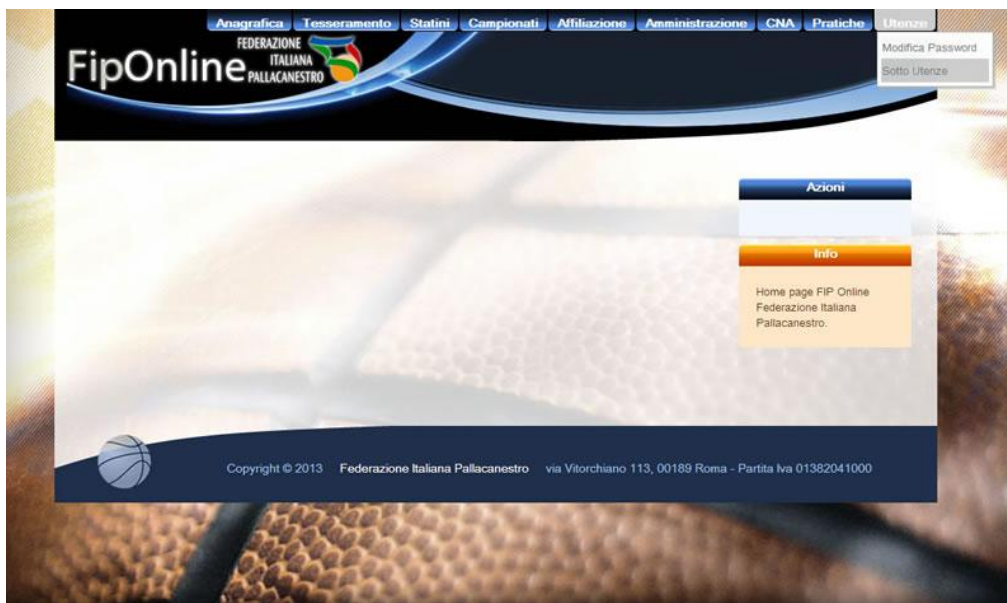 Anagrafica Tesseramento Statini Campionati Affiliazione Amministrazione CNA Pratiche Utenze
Modifica Password
Sotto Utenze
FipOnline
FEDERAZIONE
ITALIANA
PALLACANESTRO
Azioni
Info
Home page FIP Online
Federazione Italiana
Pallacanestro.
Copyright © 2013 Federazione Italiana Pallacanestro via Vitorchiano 113, 00189 Roma - Partita Iva 01382041000